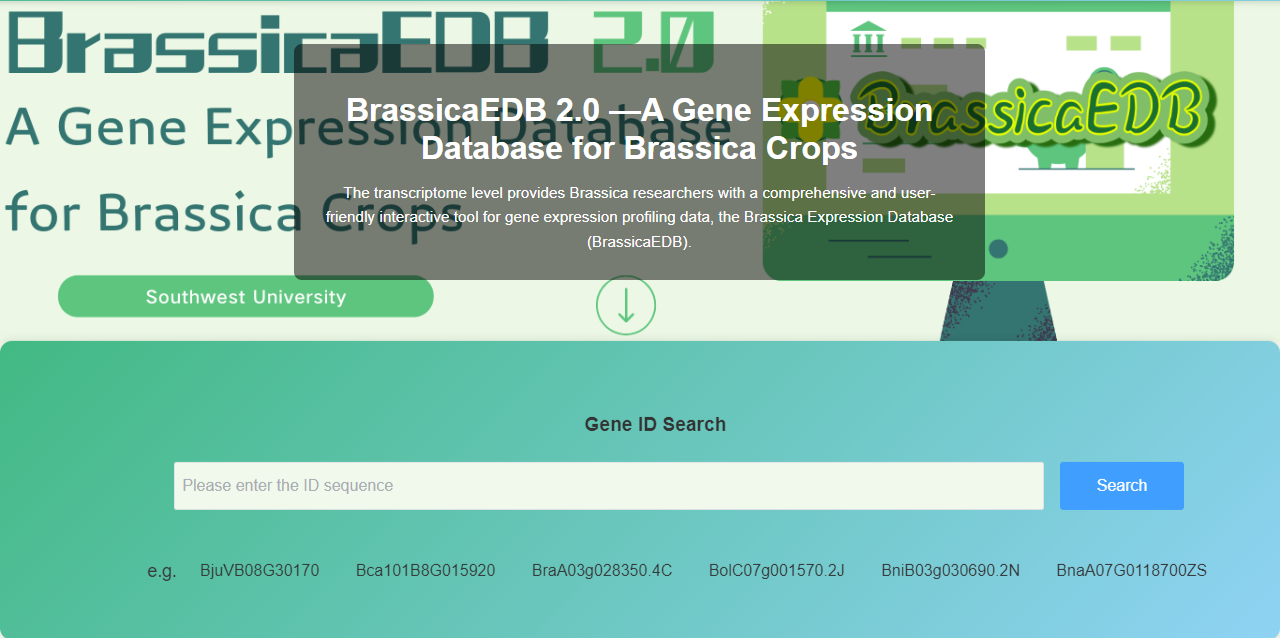 BrassicaEDB 2.0
A Gene Expression Database
for Brassica Crops
Southwest University
BrassicaEDB
BrassicaEDB 2.0 —A Gene Expression
Database for Brassica Crops
The transcriptome level provides Brassica researchers with a comprehensive and user-
friendly interactive tool for gene expression profiling data, the Brassica Expression Database
(BrassicaEDB).
Gene ID Search
Please enter the ID sequence
Search
e.g. BjuVB08G30170 Bca101B8G015920 BraA03g028350.4C BolC07g001570.2J BniB03g030690.2N BnaA07G0118700ZS